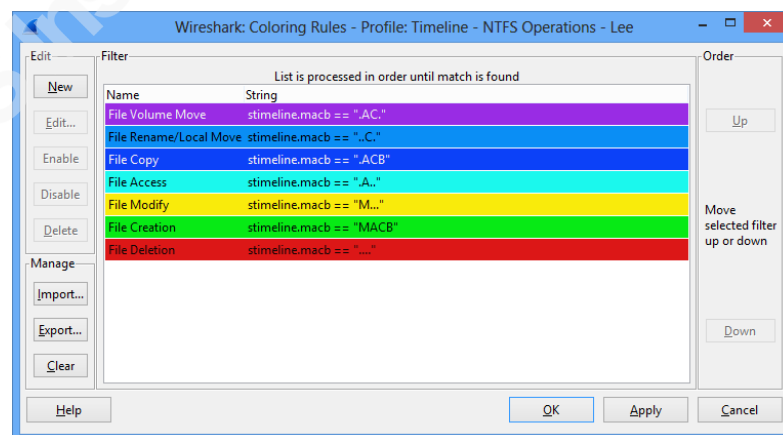 Wireshark: Coloring Rules - Profile: Timeline - NTFS Operations - Lee
Edit
Filter
Order
List is processed in order until match is found
New
Name String
File Volume Move stimeline.macb == ".AC."
Up
Edit...
File Rename/Local Move stimeline.macb == "..C."
Enable
File Copy stimeline.macb == ".ACB"
File Access stimeline.macb == ".A.."
Disable
File Modify stimeline.macb == "M..."
Move
selected filter
up or down
Delete
File Creation stimeline.macb == "MACB"
File Deletion stimeline.macb == "...."
Manage
Import...
Export...
Down
Clear
Help
OK
Apply
Cancel